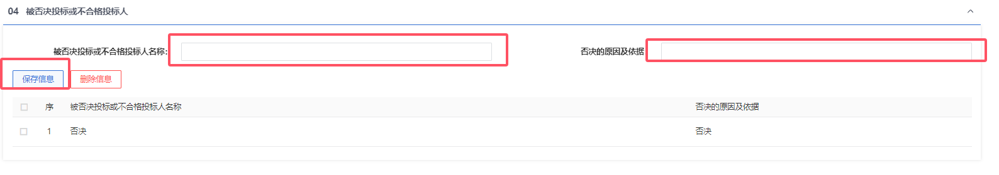 04 被否决投标或不合格投标人
被否决投标或不合格投标人名称: 否决的原因及依据
保存信息 删除信息
序 被否决投标或不合格投标人名称 否决的原因及依据
1 否决 否决